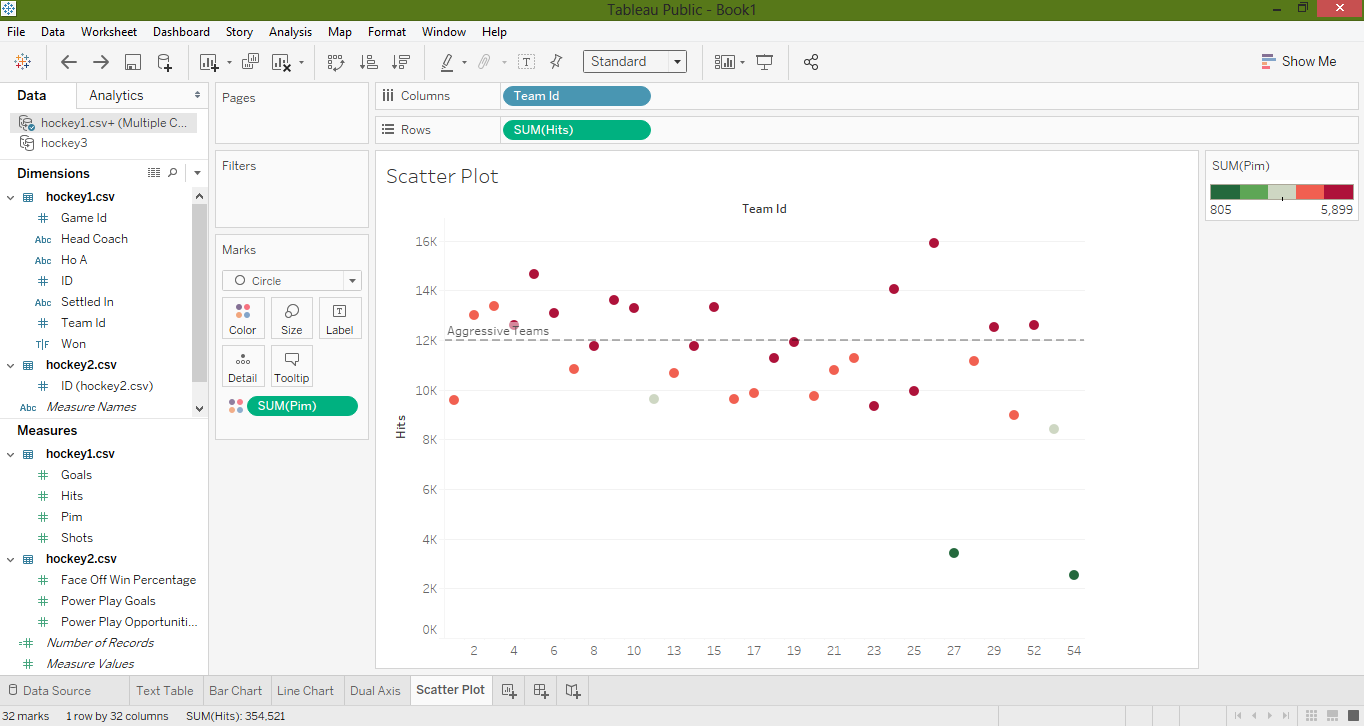 Tableau Public - Book1
File Data Worksheet Dashboard Story Analysis Map Format Window Help
Standard
Show Me
Data Analytics
hockey1.csv+ (Multiple C...
hockey3
Dimensions
hockey1.csv
# Game Id
Abc Head Coach
Abc Ho A
# ID
Abc Settled In
# Team Id
T|F Won
hockey2.csv
# ID (hockey2.csv)
Abc Measure Names
Measures
hockey1.csv
# Goals
# Hits
# Pim
# Shots
hockey2.csv
# Face Off Win Percentage
# Power Play Goals
# Power Play Opportuniti...
=# Number of Records
# Measure Values
Pages
Filters
Marks
Circle
Color Size Label
Detail Tooltip
SUM(Pim)
Columns Team Id
Rows SUM(Hits)
Scatter Plot
Team Id
16K
14K
Aggressive Teams
12K
10K
8K
6K
4K
2K
0K
Hits
2 4 6 8 10 13 15 17 19 21 23 25 27 29 52 54
SUM(Pim)
805 5,899
Data Source Text Table Bar Chart Line Chart Dual Axis Scatter Plot
32 marks 1 row by 32 columns SUM(Hits): 354,521